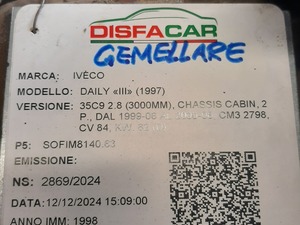 DISFACAR
GEMELLARE
MARCA: IVECO
MODELLO: DAILY «III» (1997)
VERSIONE: 35C9 2.8 (3000MM), CHASSIS CABIN, 2
P., DAL 1999-06 CM3 2798,
CV 84,
P5: SOFIM8140.63
EMISSIONE:
NS: 2869/2024
DATA:12/12/2024 15:09:00
ANNO IMM: 1998